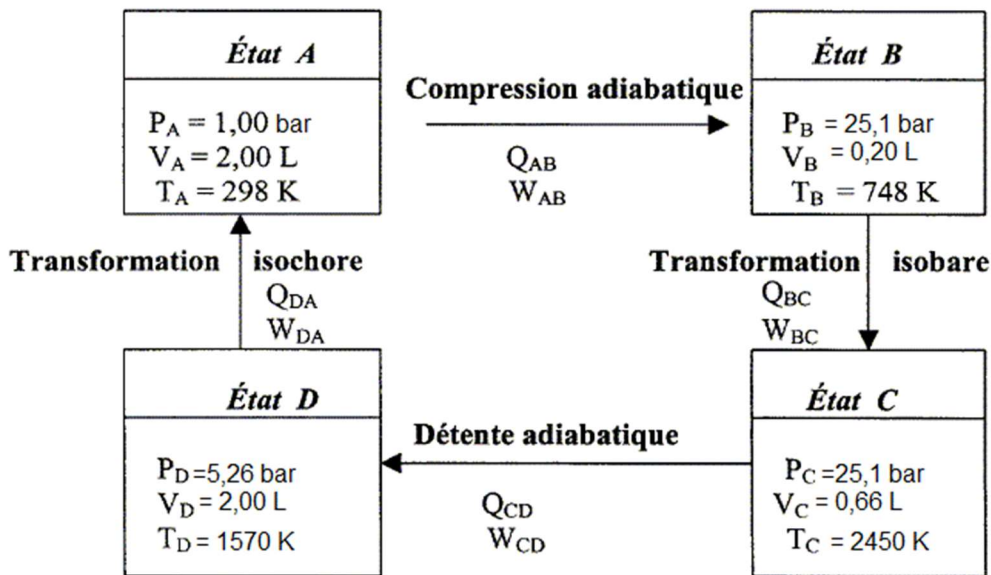 État A
P_A = 1,00 bar
V_A = 2,00 L
T_A = 298 K
Compression adiabatique
Q_AB
W_AB
État B
P_B = 25,1 bar
V_B = 0,20 L
T_B = 748 K
Transformation isochore
Q_DA
W_DA
Transformation isobare
Q_BC
W_BC
État D
P_D =5,26 bar
V_D = 2,00 L
T_D = 1570 K
Détente adiabatique
Q_CD
W_CD
État C
P_C =25,1 bar
V_C = 0,66 L
T_C = 2450 K